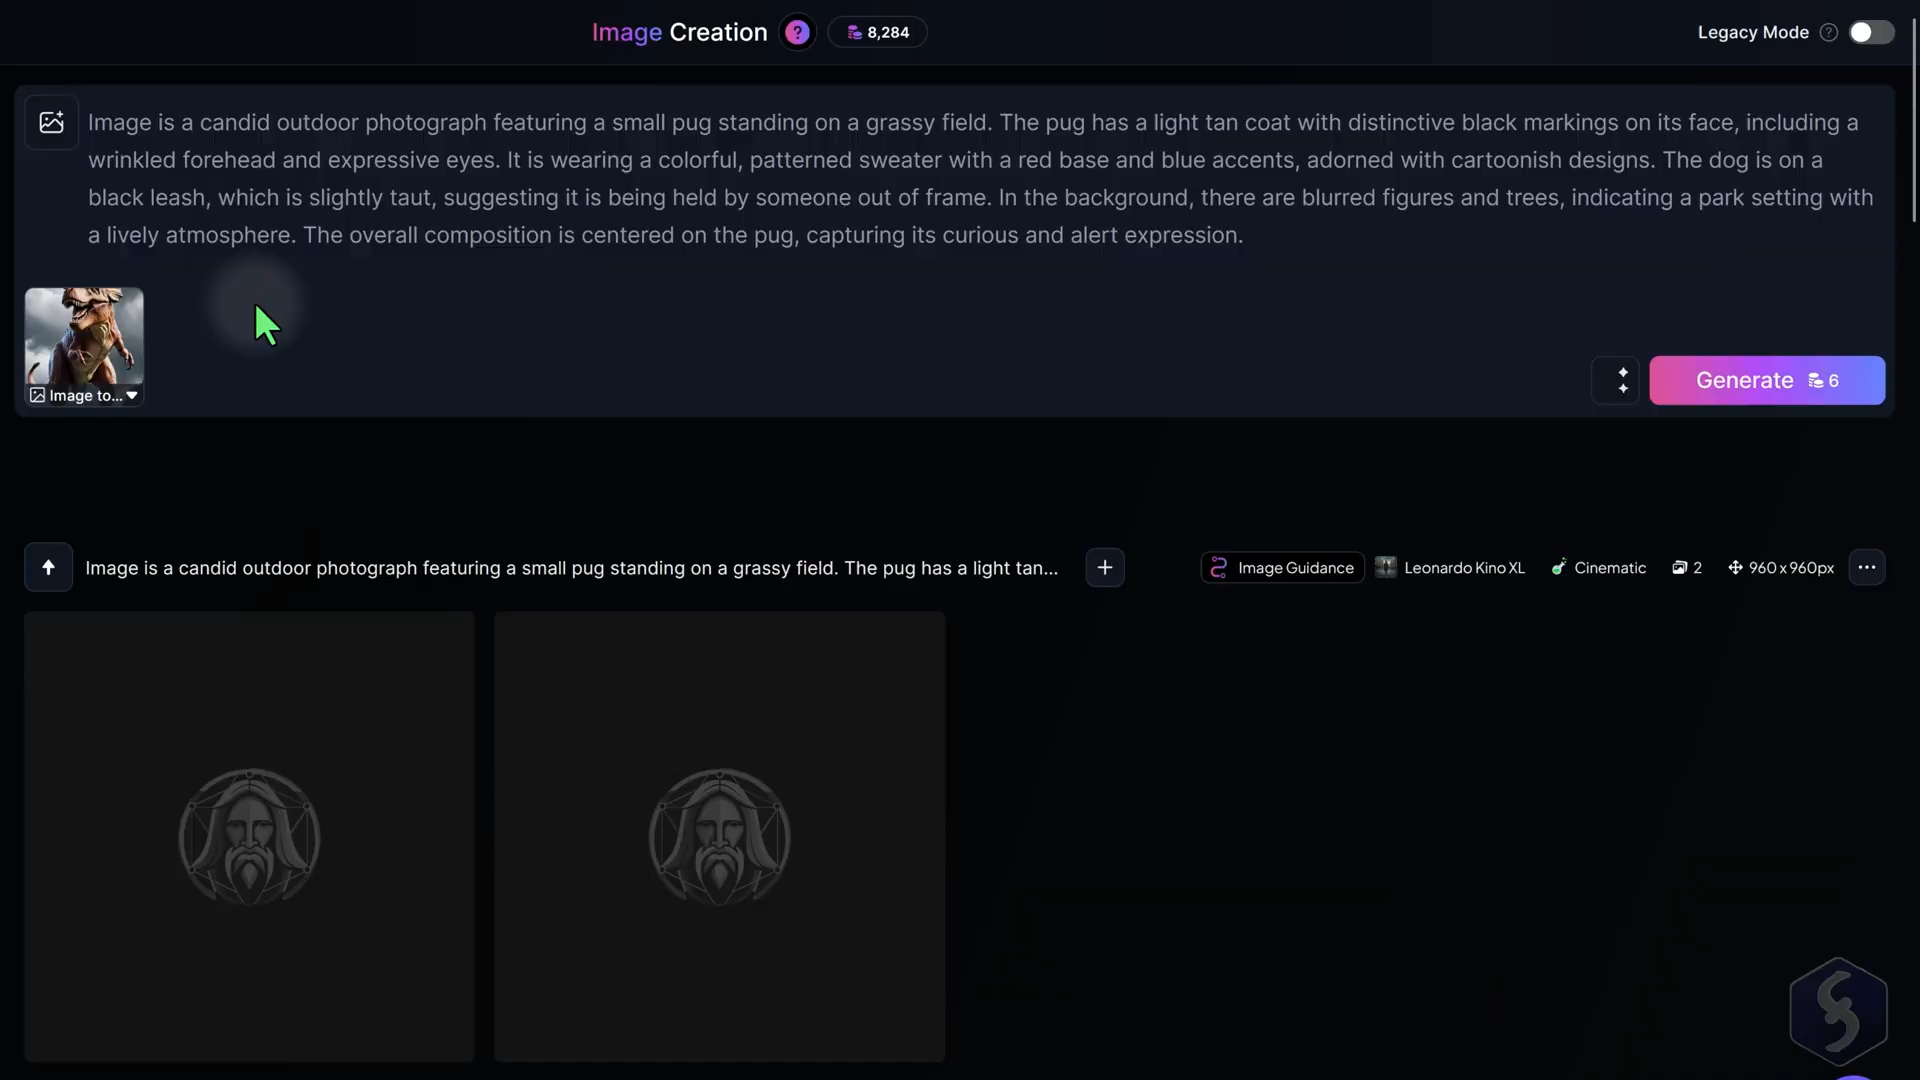 Image Creation ? 8,284 Legacy Mode ?
Image is a candid outdoor photograph featuring a small pug standing on a grassy field. The pug has a light tan coat with distinctive black markings on its face, including a
wrinkled forehead and expressive eyes. It is wearing a colorful, patterned sweater with a red base and blue accents, adorned with cartoonish designs. The dog is on a
black leash, which is slightly taut, suggesting it is being held by someone out of frame. In the background, there are blurred figures and trees, indicating a park setting with
a lively atmosphere. The overall composition is centered on the pug, capturing its curious and alert expression.
Image to...
Generate 6
Image is a candid outdoor photograph featuring a small pug standing on a grassy field. The pug has a light tan... Image Guidance Leonardo Kino XL Cinematic 2 960 x 960px